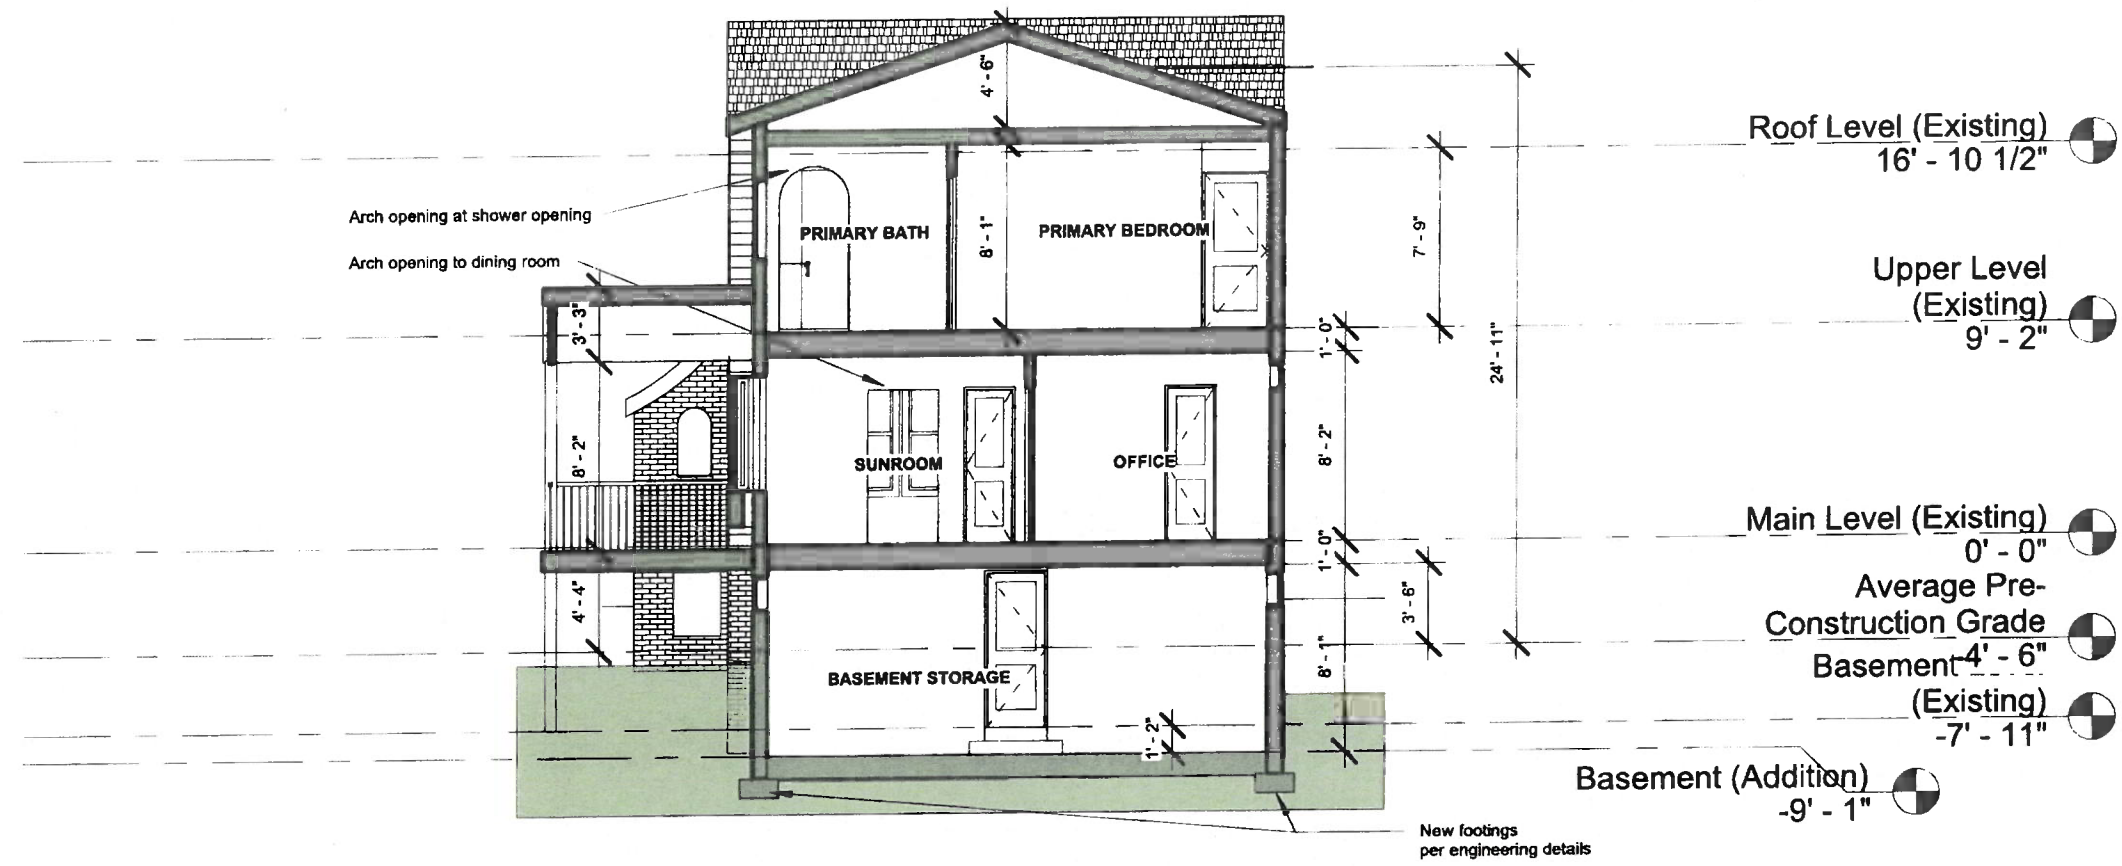 4' - 6"
Roof Level (Existing)
16' - 10 1/2"
Arch opening at shower opening
PRIMARY BATH
8' - 1"
PRIMARY BEDROOM
7' - 9"
Arch opening to dining room
Upper Level
(Existing)
9' - 2"
3' - 3"
1' - 0"
24' - 11"
8' - 2"
SUNROOM
OFFICE
8' - 2"
Main Level (Existing)
0' - 0"
1' - 0"
Average Pre-
Construction Grade
-4' - 6"
4' - 4"
3' - 6"
BASEMENT STORAGE
8' - 1"
Basement
(Existing)
-7' - 11"
1' - 2"
Basement (Addition)
-9' - 1"
New footings
per engineering details